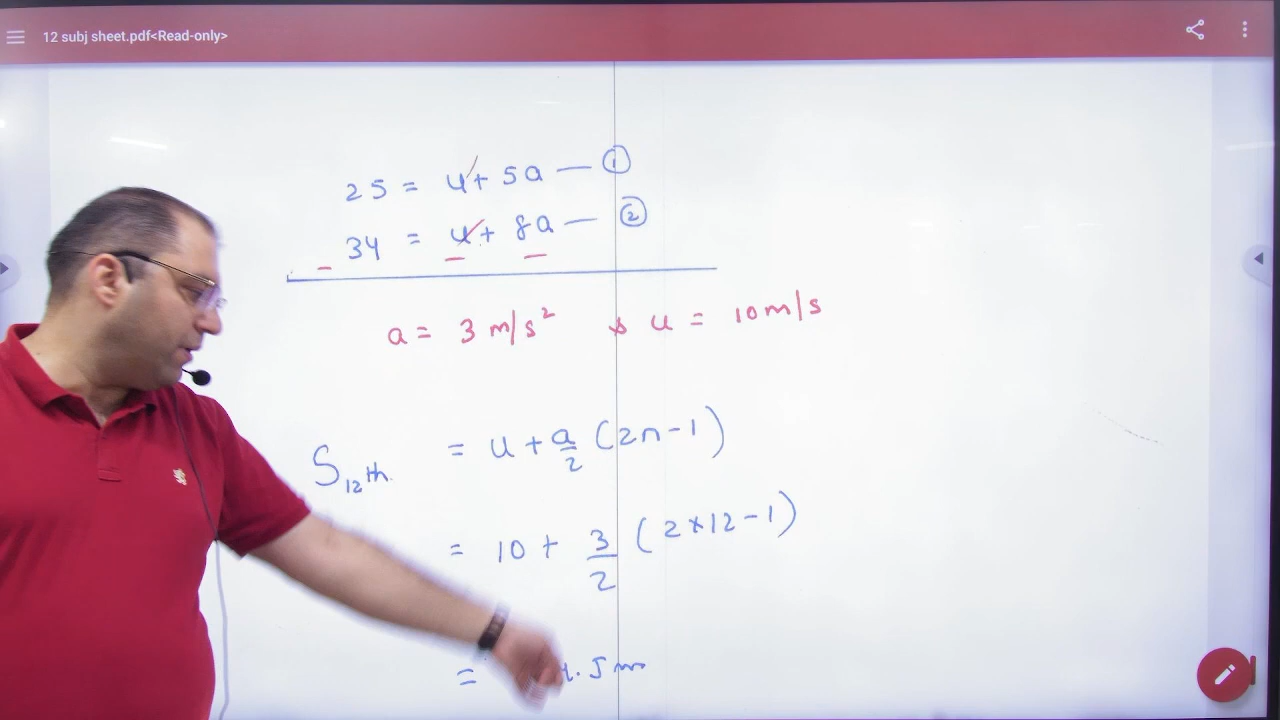 12 subj sheet.pdf<Read-only>
25 = u + 5a — ①
34 = u + 8a — ②
a = 3 m/s² & u = 10 m/s
S12th = u + a/2 (2n-1)
= 10 + 3/2 (2×12-1)
= .5 m